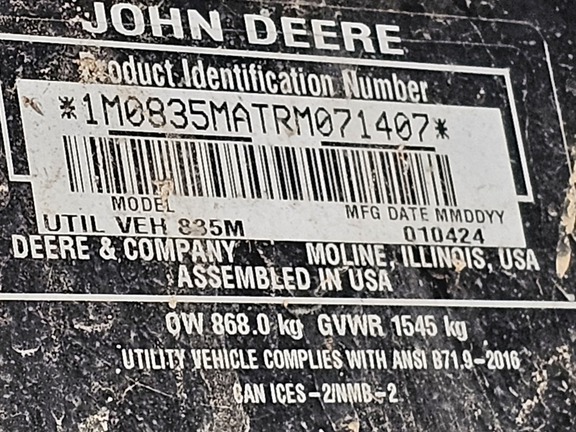 JOHN DEERE
Product Identification Number
*1M0835MATRM071407*
MODEL MFG DATE MMDDYY
UTIL VEH 835M 010424
DEERE & COMPANY MOLINE, ILLINOIS, USA
ASSEMBLED IN USA
OW 868.0 kg GVWR 1545 kg
UTILITY VEHICLE COMPLIES WITH ANSI B71.9-2016
CAN ICES-2/NMB-2